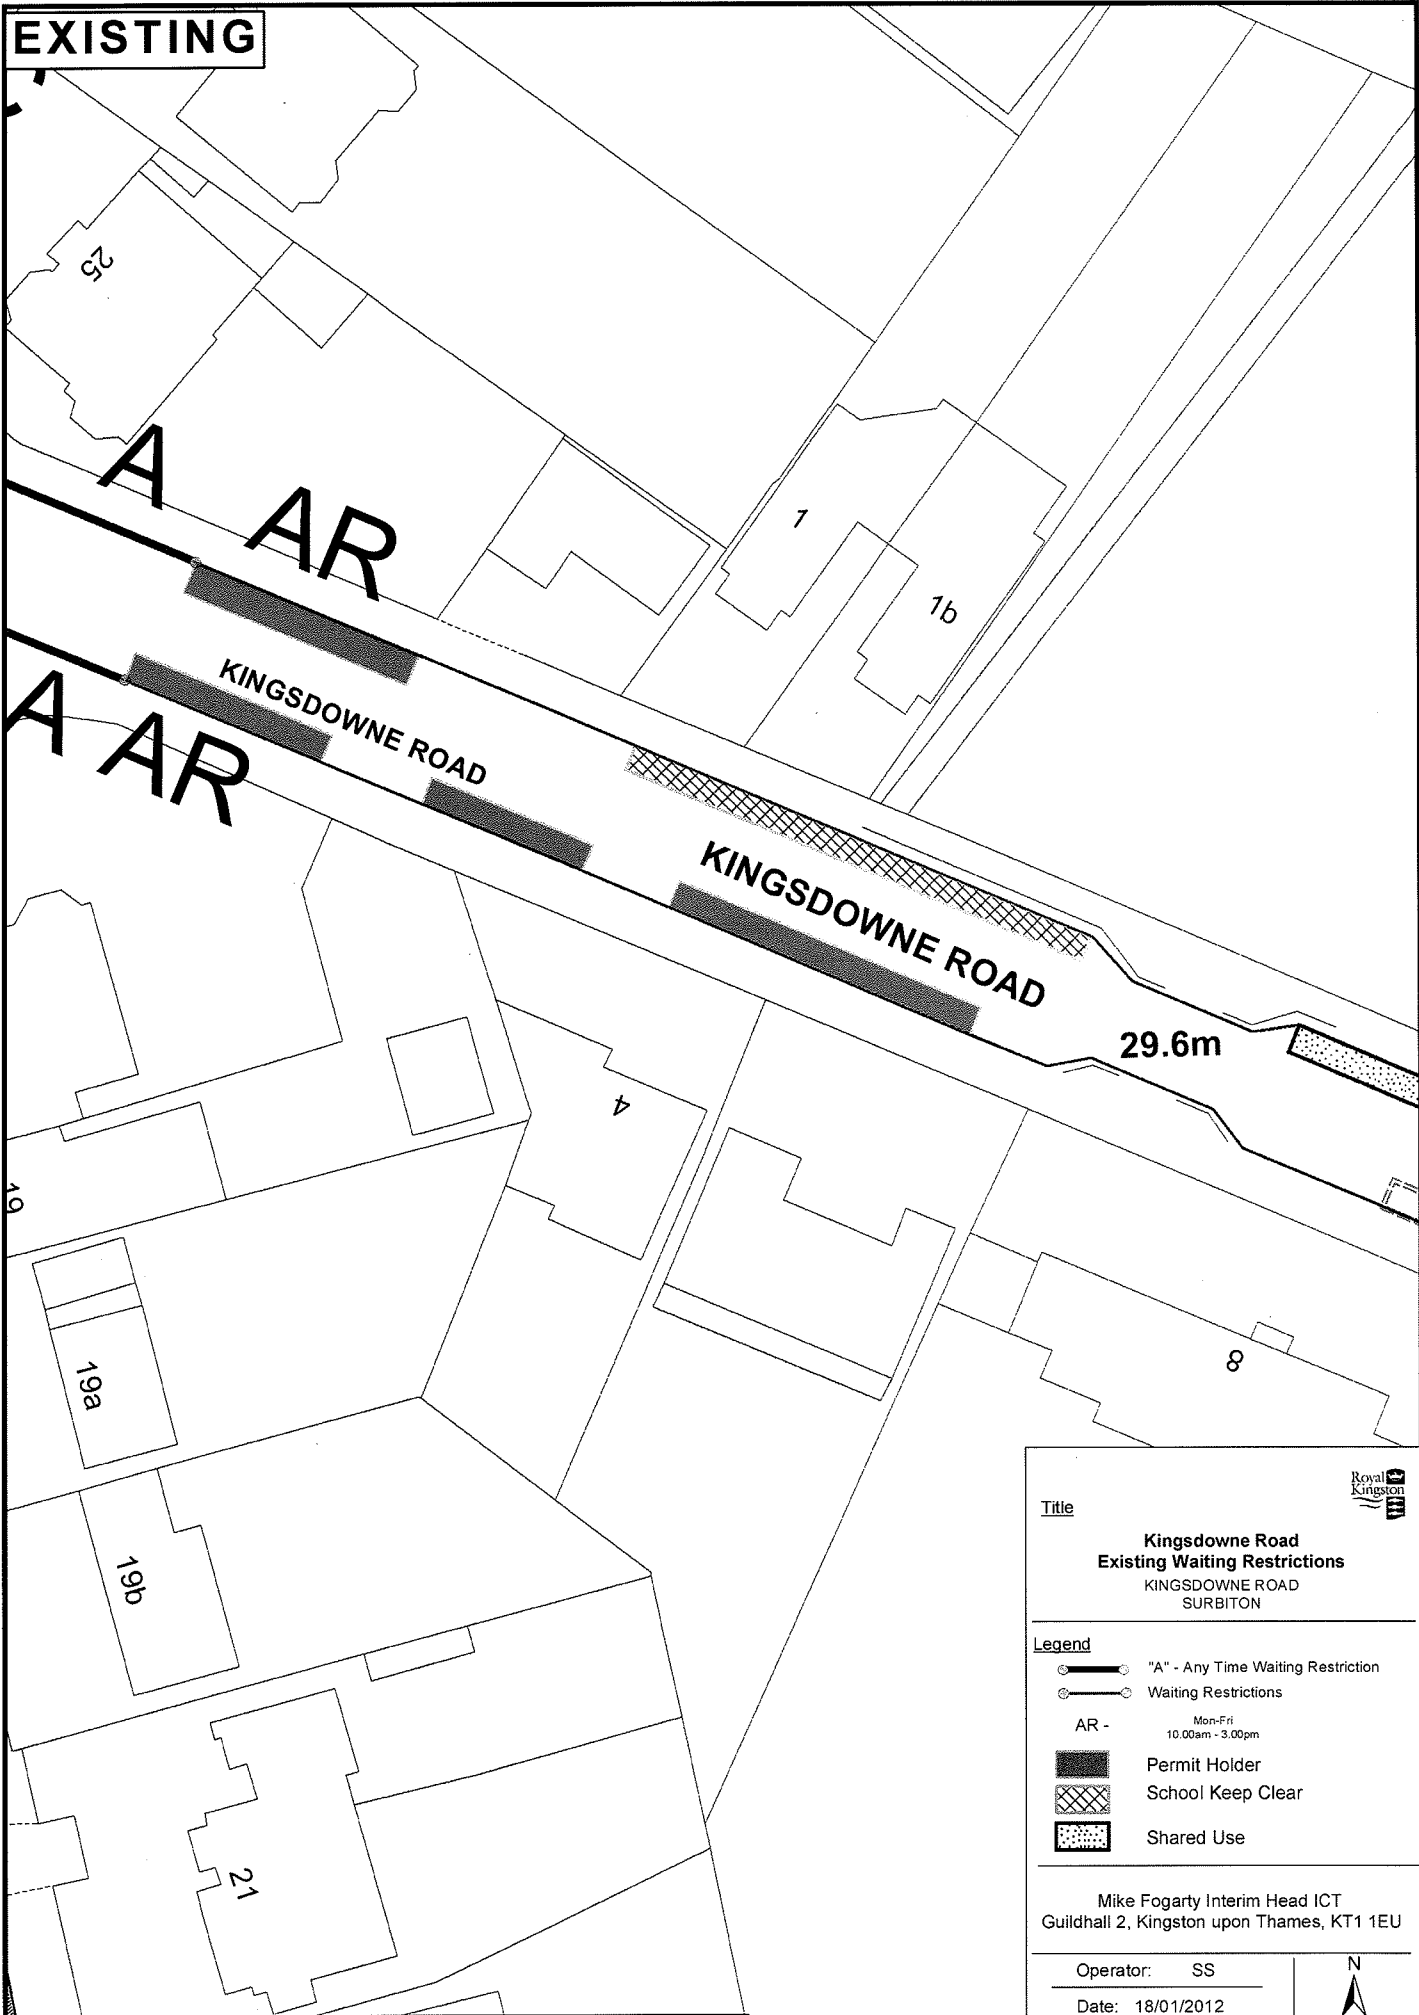 EXISTING
25
A
AR
1
1b
KINGSDOWNE ROAD
A
AR
KINGSDOWNE ROAD
29.6m
4
19
19a
8
19b
21
Royal
Kingston
Title
Kingsdowne Road
Existing Waiting Restrictions
KINGSDOWNE ROAD
SURBITON
Legend
"A" - Any Time Waiting Restriction
Waiting Restrictions
AR - Mon-Fri
10.00am - 3.00pm
Permit Holder
School Keep Clear
Shared Use
Mike Fogarty Interim Head ICT
Guildhall 2, Kingston upon Thames, KT1 1EU
Operator: SS
N
Date: 18/01/2012